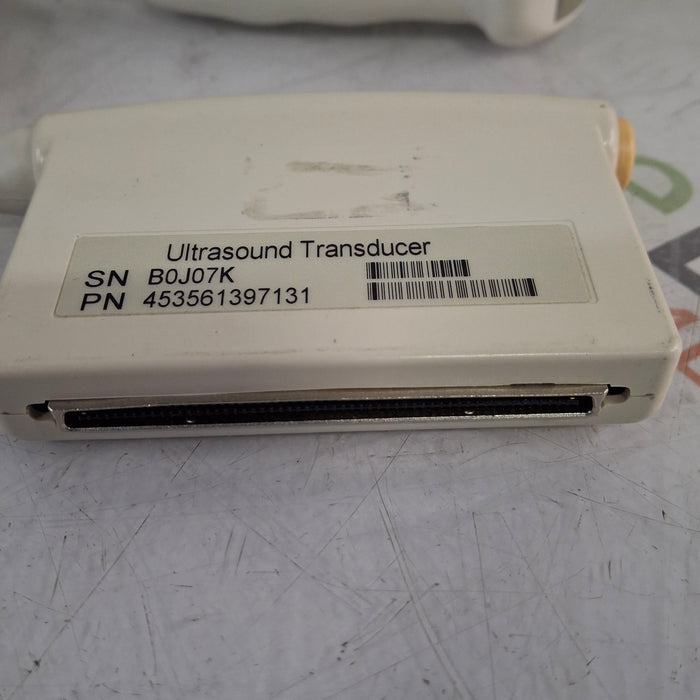 Ultrasound Transducer
SN B0J07K
PN 453561397131